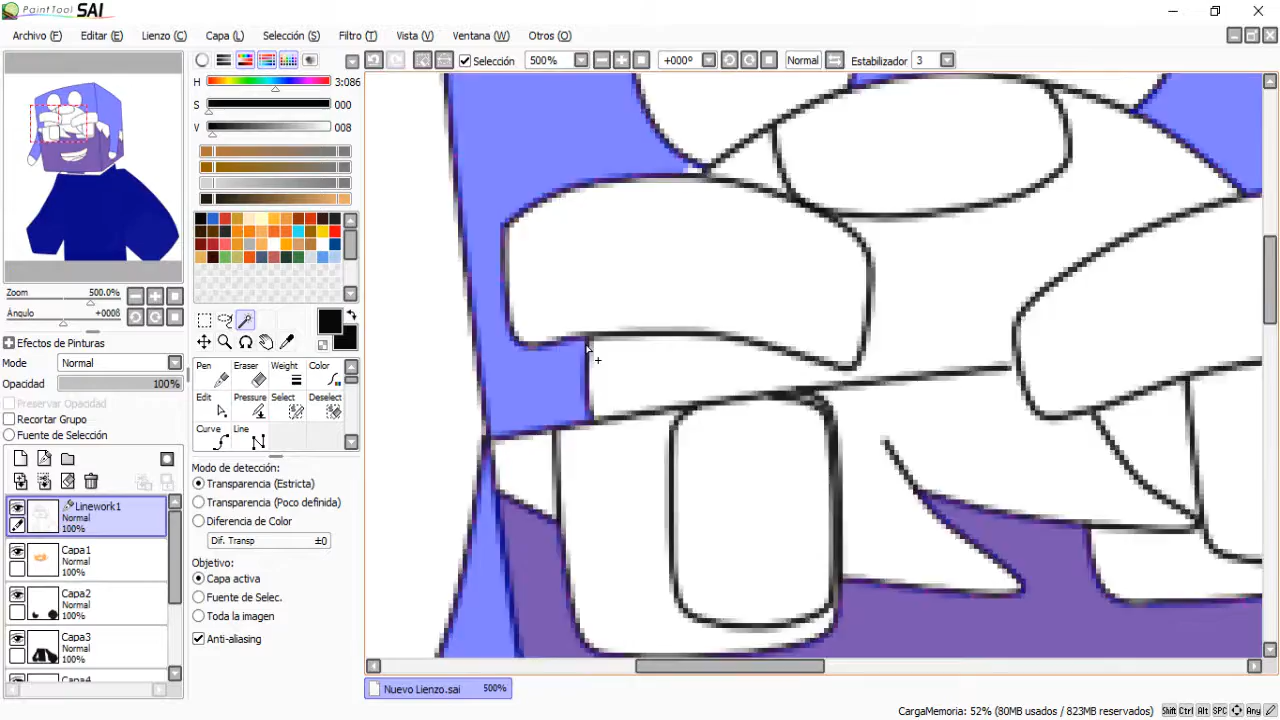 PaintTool SAI
Archivo (F) Editar (E) Lienzo (C) Capa (L) Selección (S) Filtro (T) Vista (V) Ventana (W) Otros (O)
Selección 500% +000º Normal Estabilizador 3
H 3:086
S 000
V 008
Zoom 500.0%
Ángulo +000θ
Efectos de Pinturas
Modo Normal
Opacidad 100%
Preservar Opacidad
Recortar Grupo
Fuente de Selección
Linework1
Normal
100%
Capa1
Normal
100%
Capa2
Normal
100%
Capa3
Normal
100%
Capa4
Pen Eraser Weight Color
Edit Pressure Select Deselect
Curve Line
Modo de detección:
Transparencia (Estricta)
Transparencia (Poco definida)
Diferencia de Color
Dif. Transp ±0
Objetivo:
Capa activa
Fuente de Selec.
Toda la imagen
Anti-aliasing
Nuevo Lienzo.sai 500%
CargaMemoria: 52% (80MB usados / 823MB reservados) Shift Ctrl Alt SPC Any